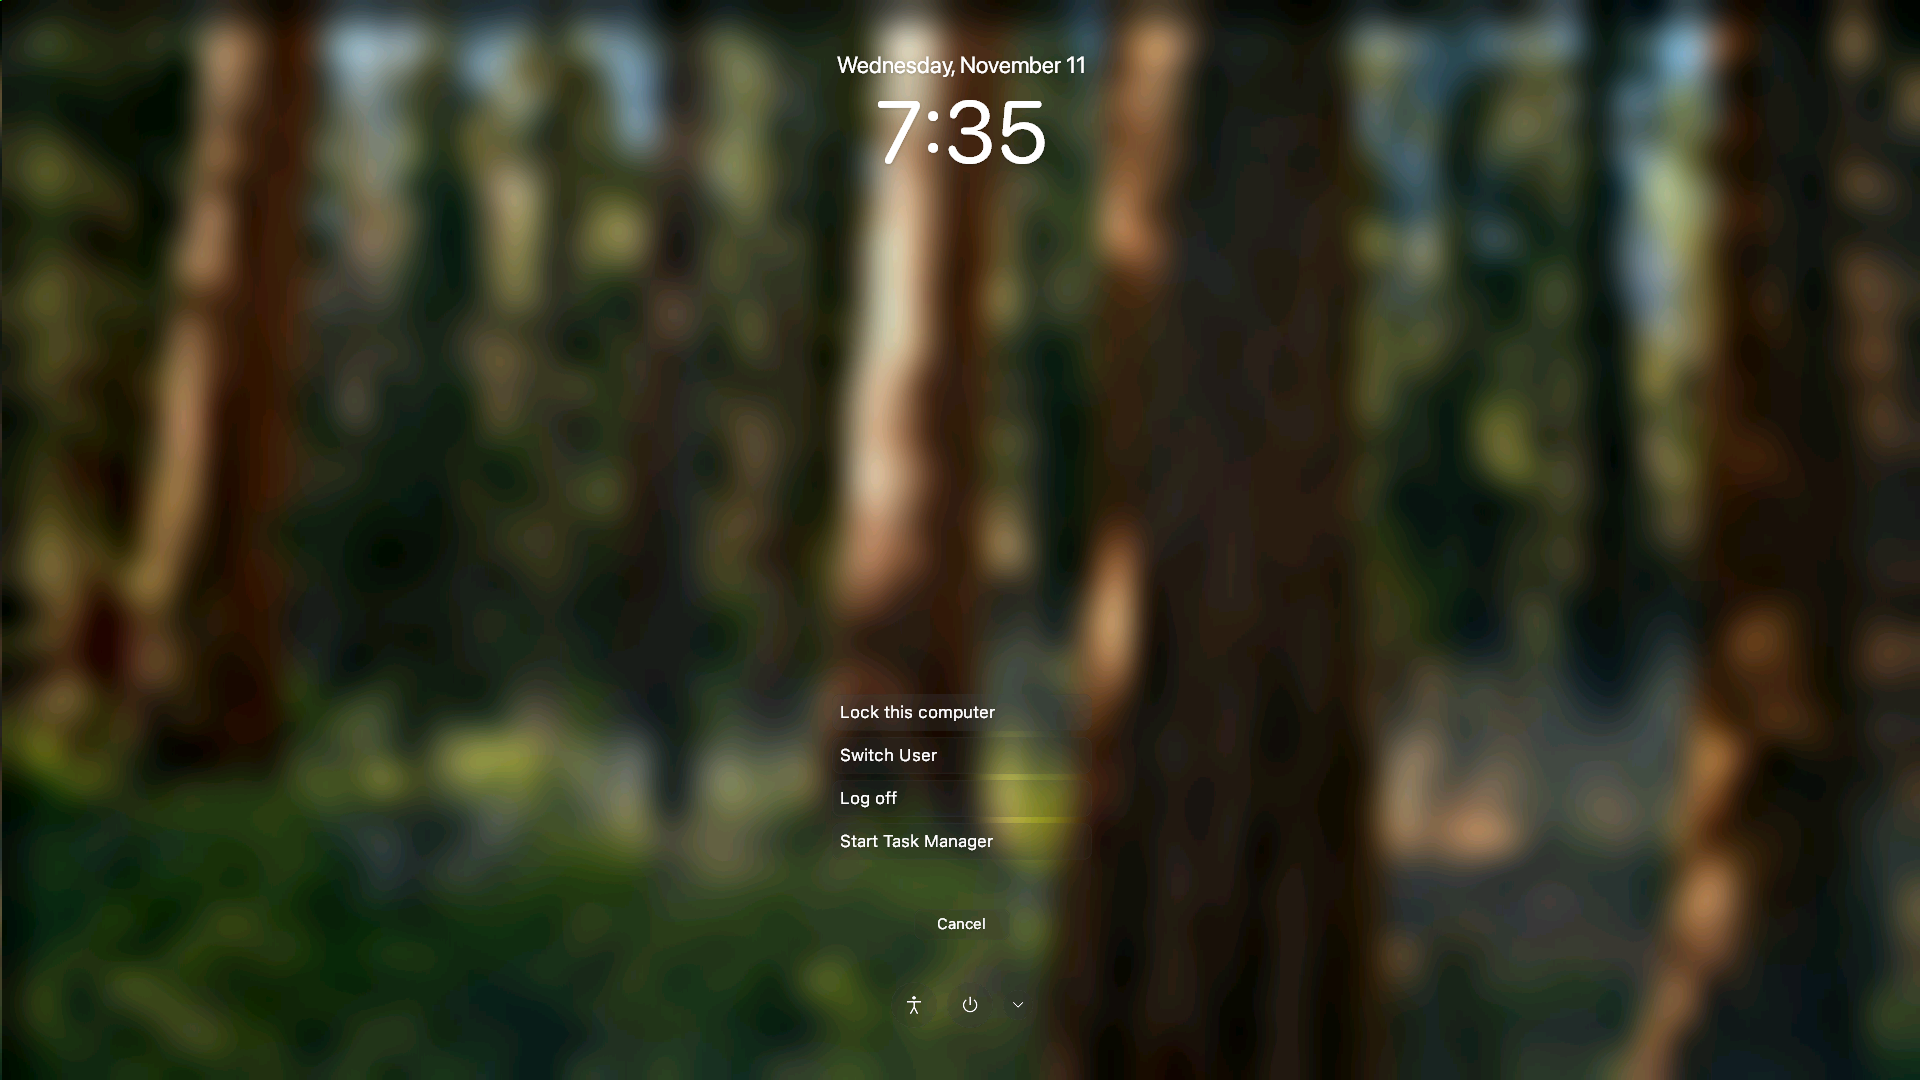 Wednesday, November 11
7:35
Lock this computer
Switch User
Log off
Start Task Manager
Cancel